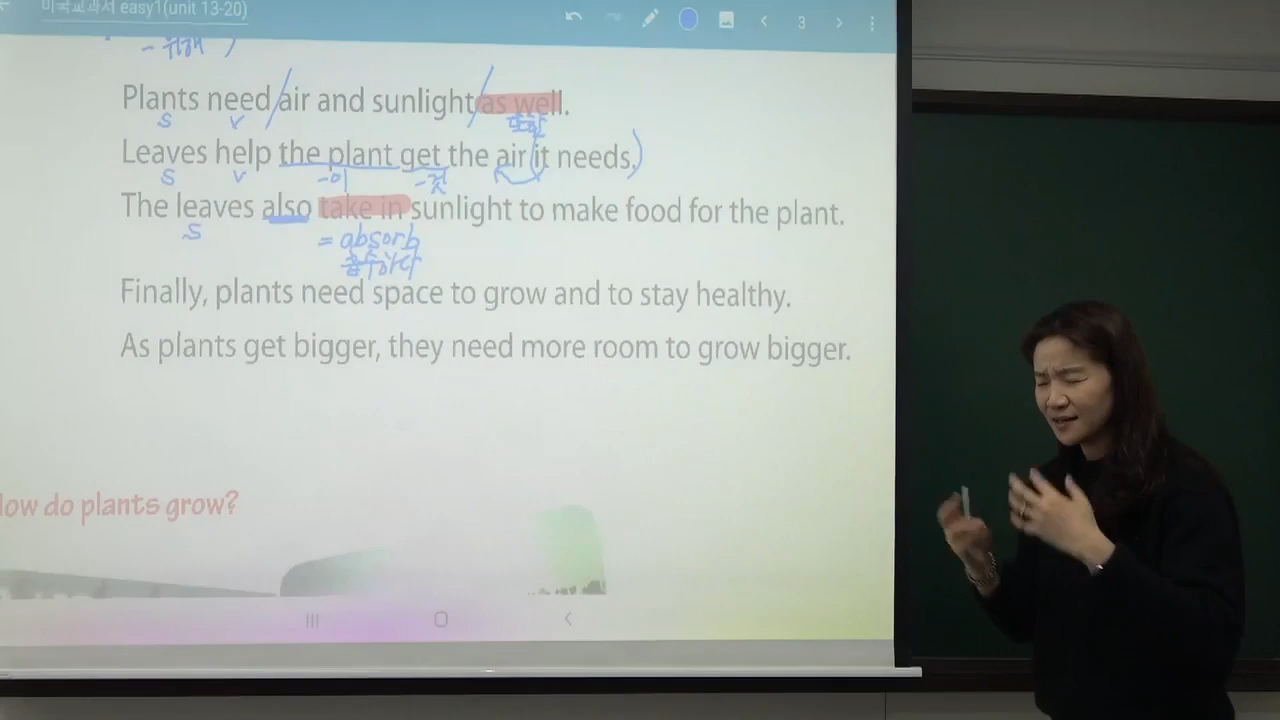 미국교과서 easy1(unit 13-20)
3
- 위해 )
Plants need air and sunlight as well.
S V 또한
Leaves help the plant get the air it needs.
S V -이 -것
The leaves also take in sunlight to make food for the plant.
S = absorb
흡수하다
Finally, plants need space to grow and to stay healthy.
As plants get bigger, they need more room to grow bigger.
How do plants grow?